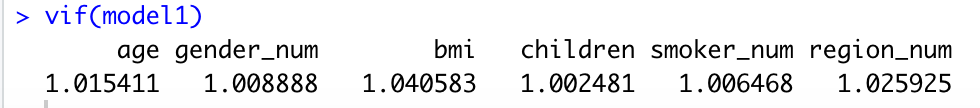 > vif(model1)
age gender_num bmi children smoker_num region_num
1.015411 1.008888 1.040583 1.002481 1.006468 1.025925